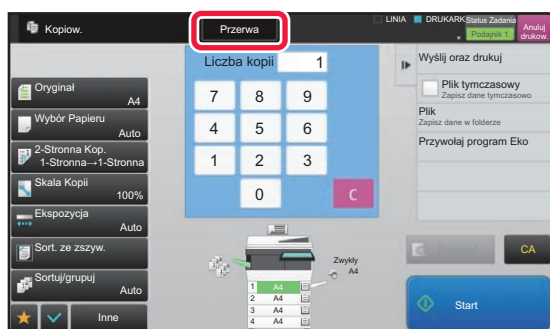 Kopiow.
Przerwa
LINIA
DRUKARK
Status Zadania
Podajnik 1
Anuluj
drukow.
Liczba kopii
1
7 8 9
4 5 6
1 2 3
0 C
Oryginał
A4
Wybór Papieru
Auto
2-Stronna Kop.
1-Stronna→1-Stronna
Skala Kopii
100%
Ekspozycja
Auto
Sort. ze zszyw.
Sortuj/grupuj
Auto
Inne
Zwykły
A4
1 A4
2 A4
3 A4
4 A4
Wyślij oraz drukuj
Plik tymczasowy
Zapisz dane tymczasowo
Plik
Zapisz dane w folderze
Przywołaj program Eko
CA
Start